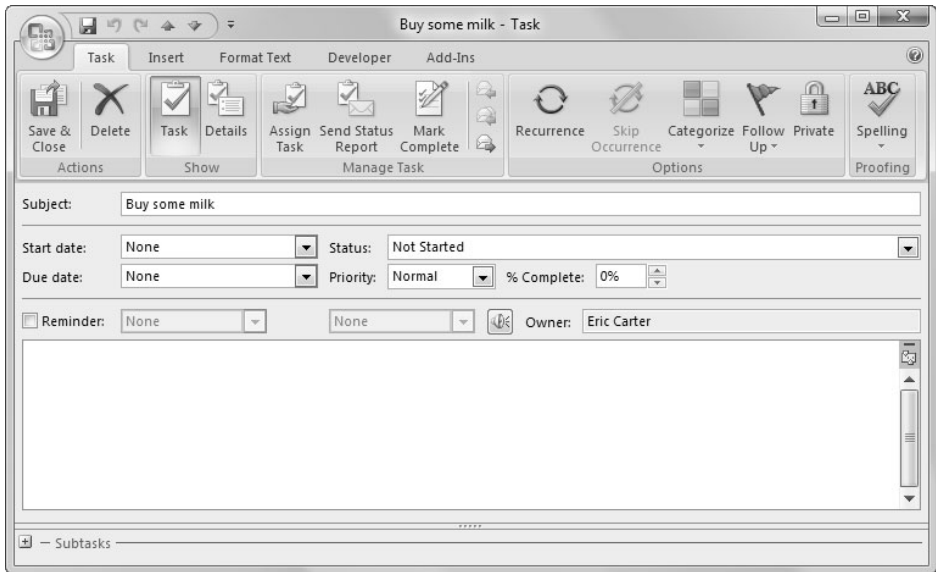 Buy some milk - Task
Task Insert Format Text Developer Add-Ins
Save & Close Delete Task Details Assign Task Send Status Report Mark Complete Recurrence Skip Occurrence Categorize Follow Up Private ABC Spelling
Actions Show Manage Task Options Proofing
Subject: Buy some milk
Start date: None Status: Not Started
Due date: None Priority: Normal % Complete: 0%
Reminder: None None Owner: Eric Carter
Subtasks